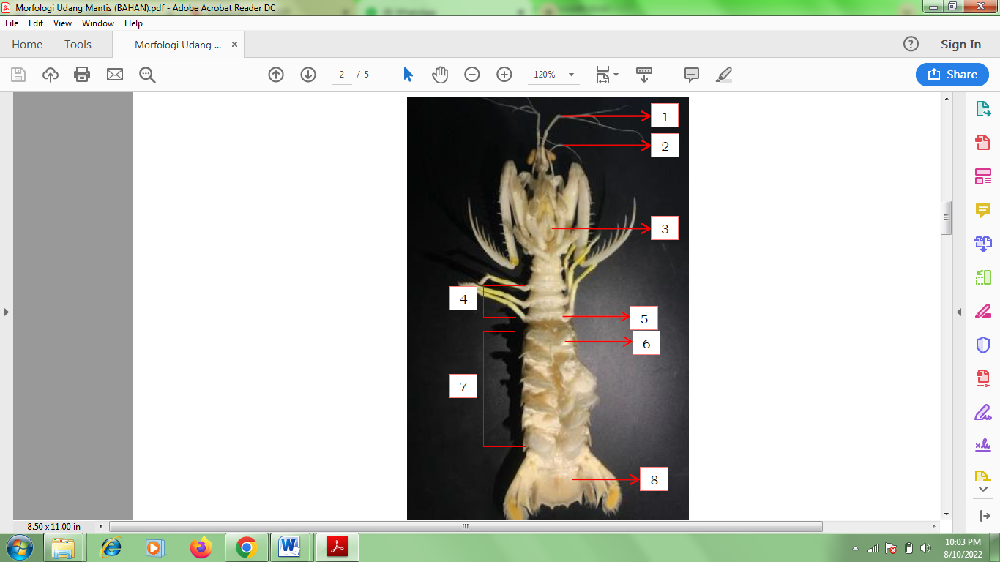 Morfologi Udang Mantis (BAHAN).pdf - Adobe Acrobat Reader DC
File Edit View Window Help
Home Tools Morfologi Udang ... × Sign In
2 / 5 120% Share
1
2
3
4
5
6
7
8
8.50 x 11.00 in
10:03 PM
8/10/2022